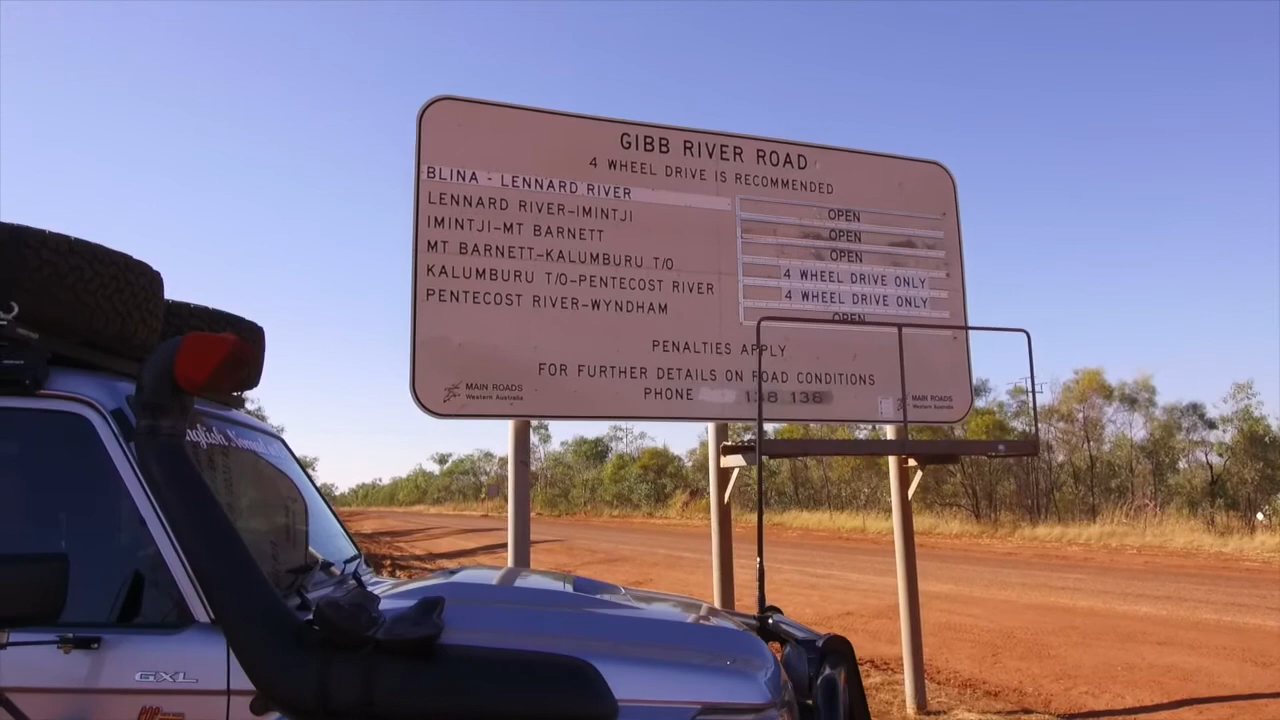 GIBB RIVER ROAD
4 WHEEL DRIVE IS RECOMMENDED
BLINA - LENNARD RIVER
OPEN
LENNARD RIVER-IMINTJI
OPEN
IMINTJI-MT BARNETT
OPEN
MT BARNETT-KALUMBURU T/O
4 WHEEL DRIVE ONLY
KALUMBURU T/O-PENTECOST RIVER
4 WHEEL DRIVE ONLY
PENTECOST RIVER-WYNDHAM
OPEN
PENALTIES APPLY
FOR FURTHER DETAILS ON ROAD CONDITIONS
PHONE 138 138
MAIN ROADS
Western Australia
MAIN ROADS
Western Australia
GXL